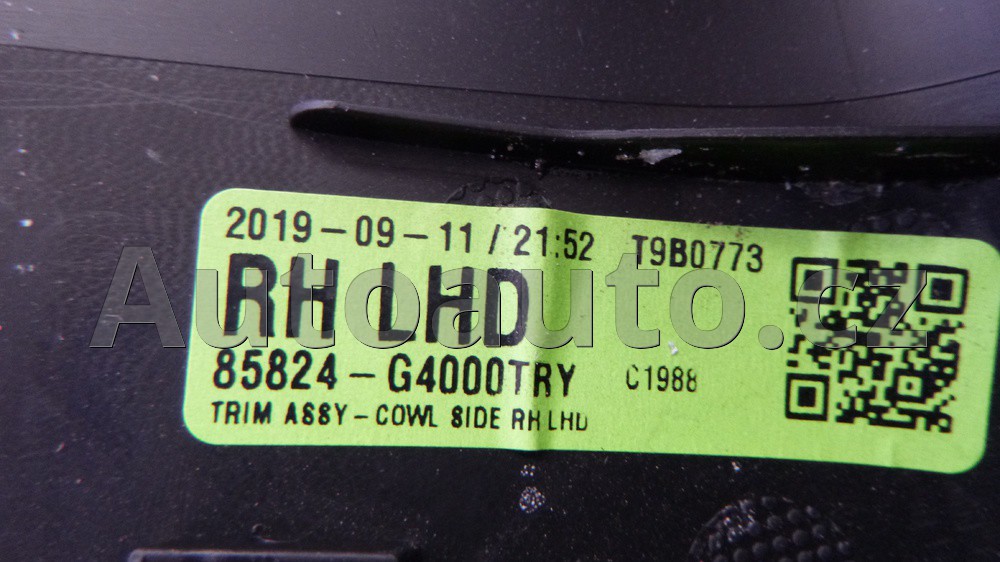 2019-09-11 / 21:52 T9B0773
RH LHD
85824-G4000TRY C1988
TRIM ASSY-COWL SIDE RH LHD
Autoauto.cz